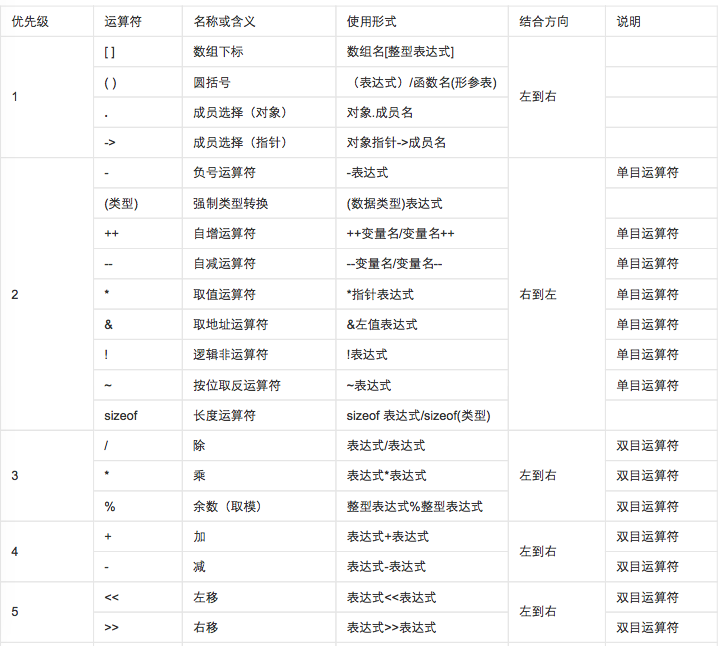 优先级 运算符 名称或含义 使用形式 结合方向 说明
[ ] 数组下标 数组名[整型表达式]
( ) 圆括号 （表达式）/函数名(形参表)
1 左到右
. 成员选择（对象） 对象.成员名
-> 成员选择（指针） 对象指针->成员名
- 负号运算符 -表达式 单目运算符
(类型) 强制类型转换 (数据类型)表达式
++ 自增运算符 ++变量名/变量名++ 单目运算符
-- 自减运算符 --变量名/变量名-- 单目运算符
2 * 取值运算符 *指针表达式 右到左 单目运算符
& 取地址运算符 &左值表达式 单目运算符
! 逻辑非运算符 !表达式 单目运算符
~ 按位取反运算符 ~表达式 单目运算符
sizeof 长度运算符 sizeof 表达式/sizeof(类型)
/ 除 表达式/表达式 双目运算符
3 * 乘 表达式*表达式 左到右 双目运算符
% 余数（取模） 整型表达式%整型表达式 双目运算符
+ 加 表达式+表达式 双目运算符
4 左到右
- 减 表达式-表达式 双目运算符
<< 左移 表达式<<表达式 双目运算符
5 左到右
>> 右移 表达式>>表达式 双目运算符